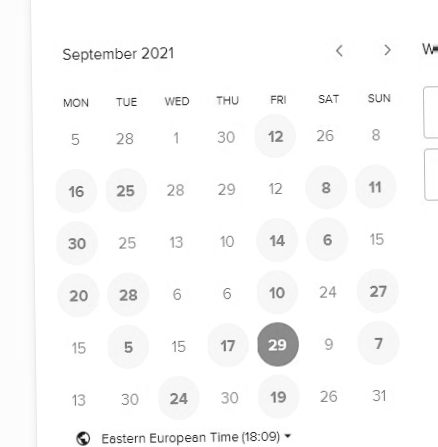 September 2021
MON TUE WED THU FRI SAT SUN
5 28 1 30 12 26 8
16 25 28 29 12 8 11
30 25 13 10 14 6 15
20 28 6 6 10 24 27
15 5 15 17 29 9 7
13 30 24 30 19 26 31
Eastern European Time (18:09)